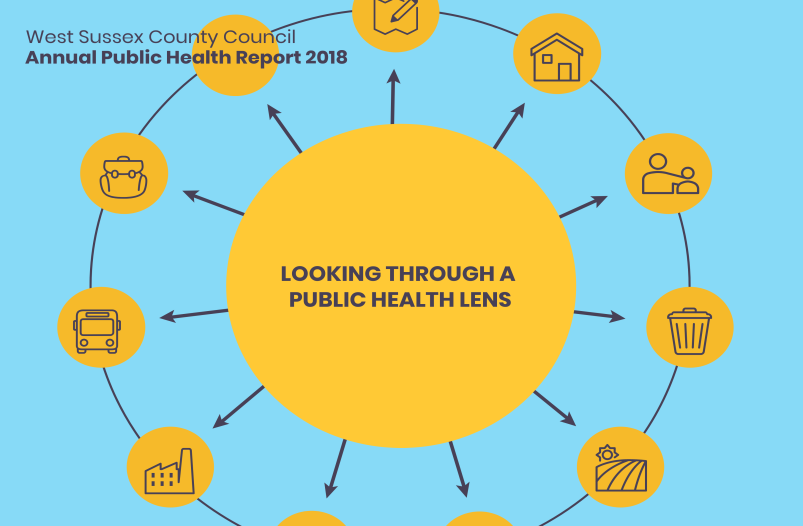 West Sussex County Council
Annual Public Health Report 2018
LOOKING THROUGH A
PUBLIC HEALTH LENS